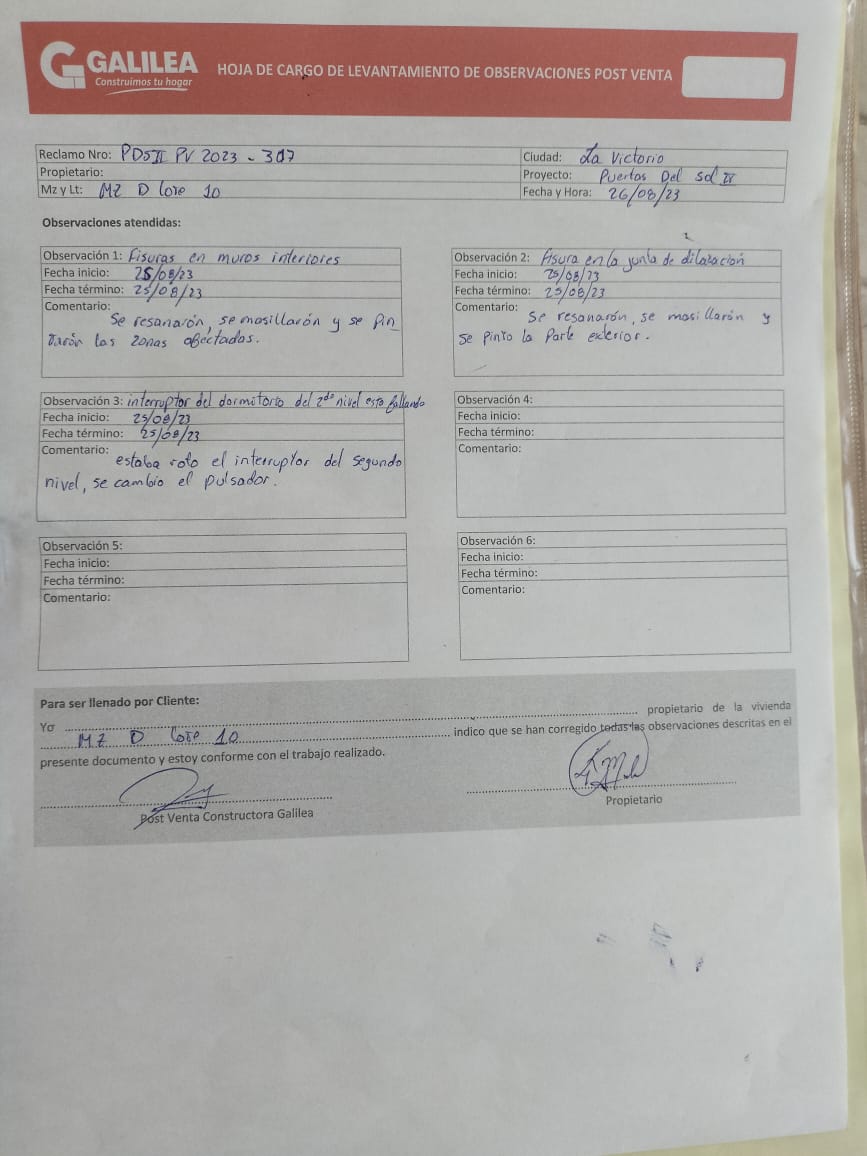 GALILEA
Construimos tu hogar
HOJA DE CARGO DE LEVANTAMIENTO DE OBSERVACIONES POST VENTA
Reclamo Nro: PDSII PV 2023 - 307
Propietario:
Mz y Lt: MZ D lote 10
Ciudad: La Victoria
Proyecto: Puertas Del Sol IV
Fecha y Hora: 26/08/23
Observaciones atendidas:
Observación 1: Fisuras en muros interiores
Fecha inicio: 25/08/23
Fecha término: 25/08/23
Comentario:
Se resanarón, se masillarón y se pin
tarón las zonas afectadas.
Observación 2: Fisura en la junta de dilatación
Fecha inicio: 25/08/23
Fecha término: 25/08/23
Comentario: Se resanarón, se masillarón y
se pinto la parte exterior.
Observación 3: interruptor del dormitorio del 2do nivel esta fallando
Fecha inicio: 25/08/23
Fecha término: 25/08/23
Comentario:
estaba roto el interruptor del segundo
nivel, se cambio el pulsador.
Observación 4:
Fecha inicio:
Fecha término:
Comentario:
Observación 5:
Fecha inicio:
Fecha término:
Comentario:
Observación 6:
Fecha inicio:
Fecha término:
Comentario:
Para ser llenado por Cliente:
Yo ........ propietario de la vivienda
MZ D lote 10 ........, indico que se han corregido todas las observaciones descritas en el
presente documento y estoy conforme con el trabajo realizado.
Post Venta Constructora Galilea
Propietario